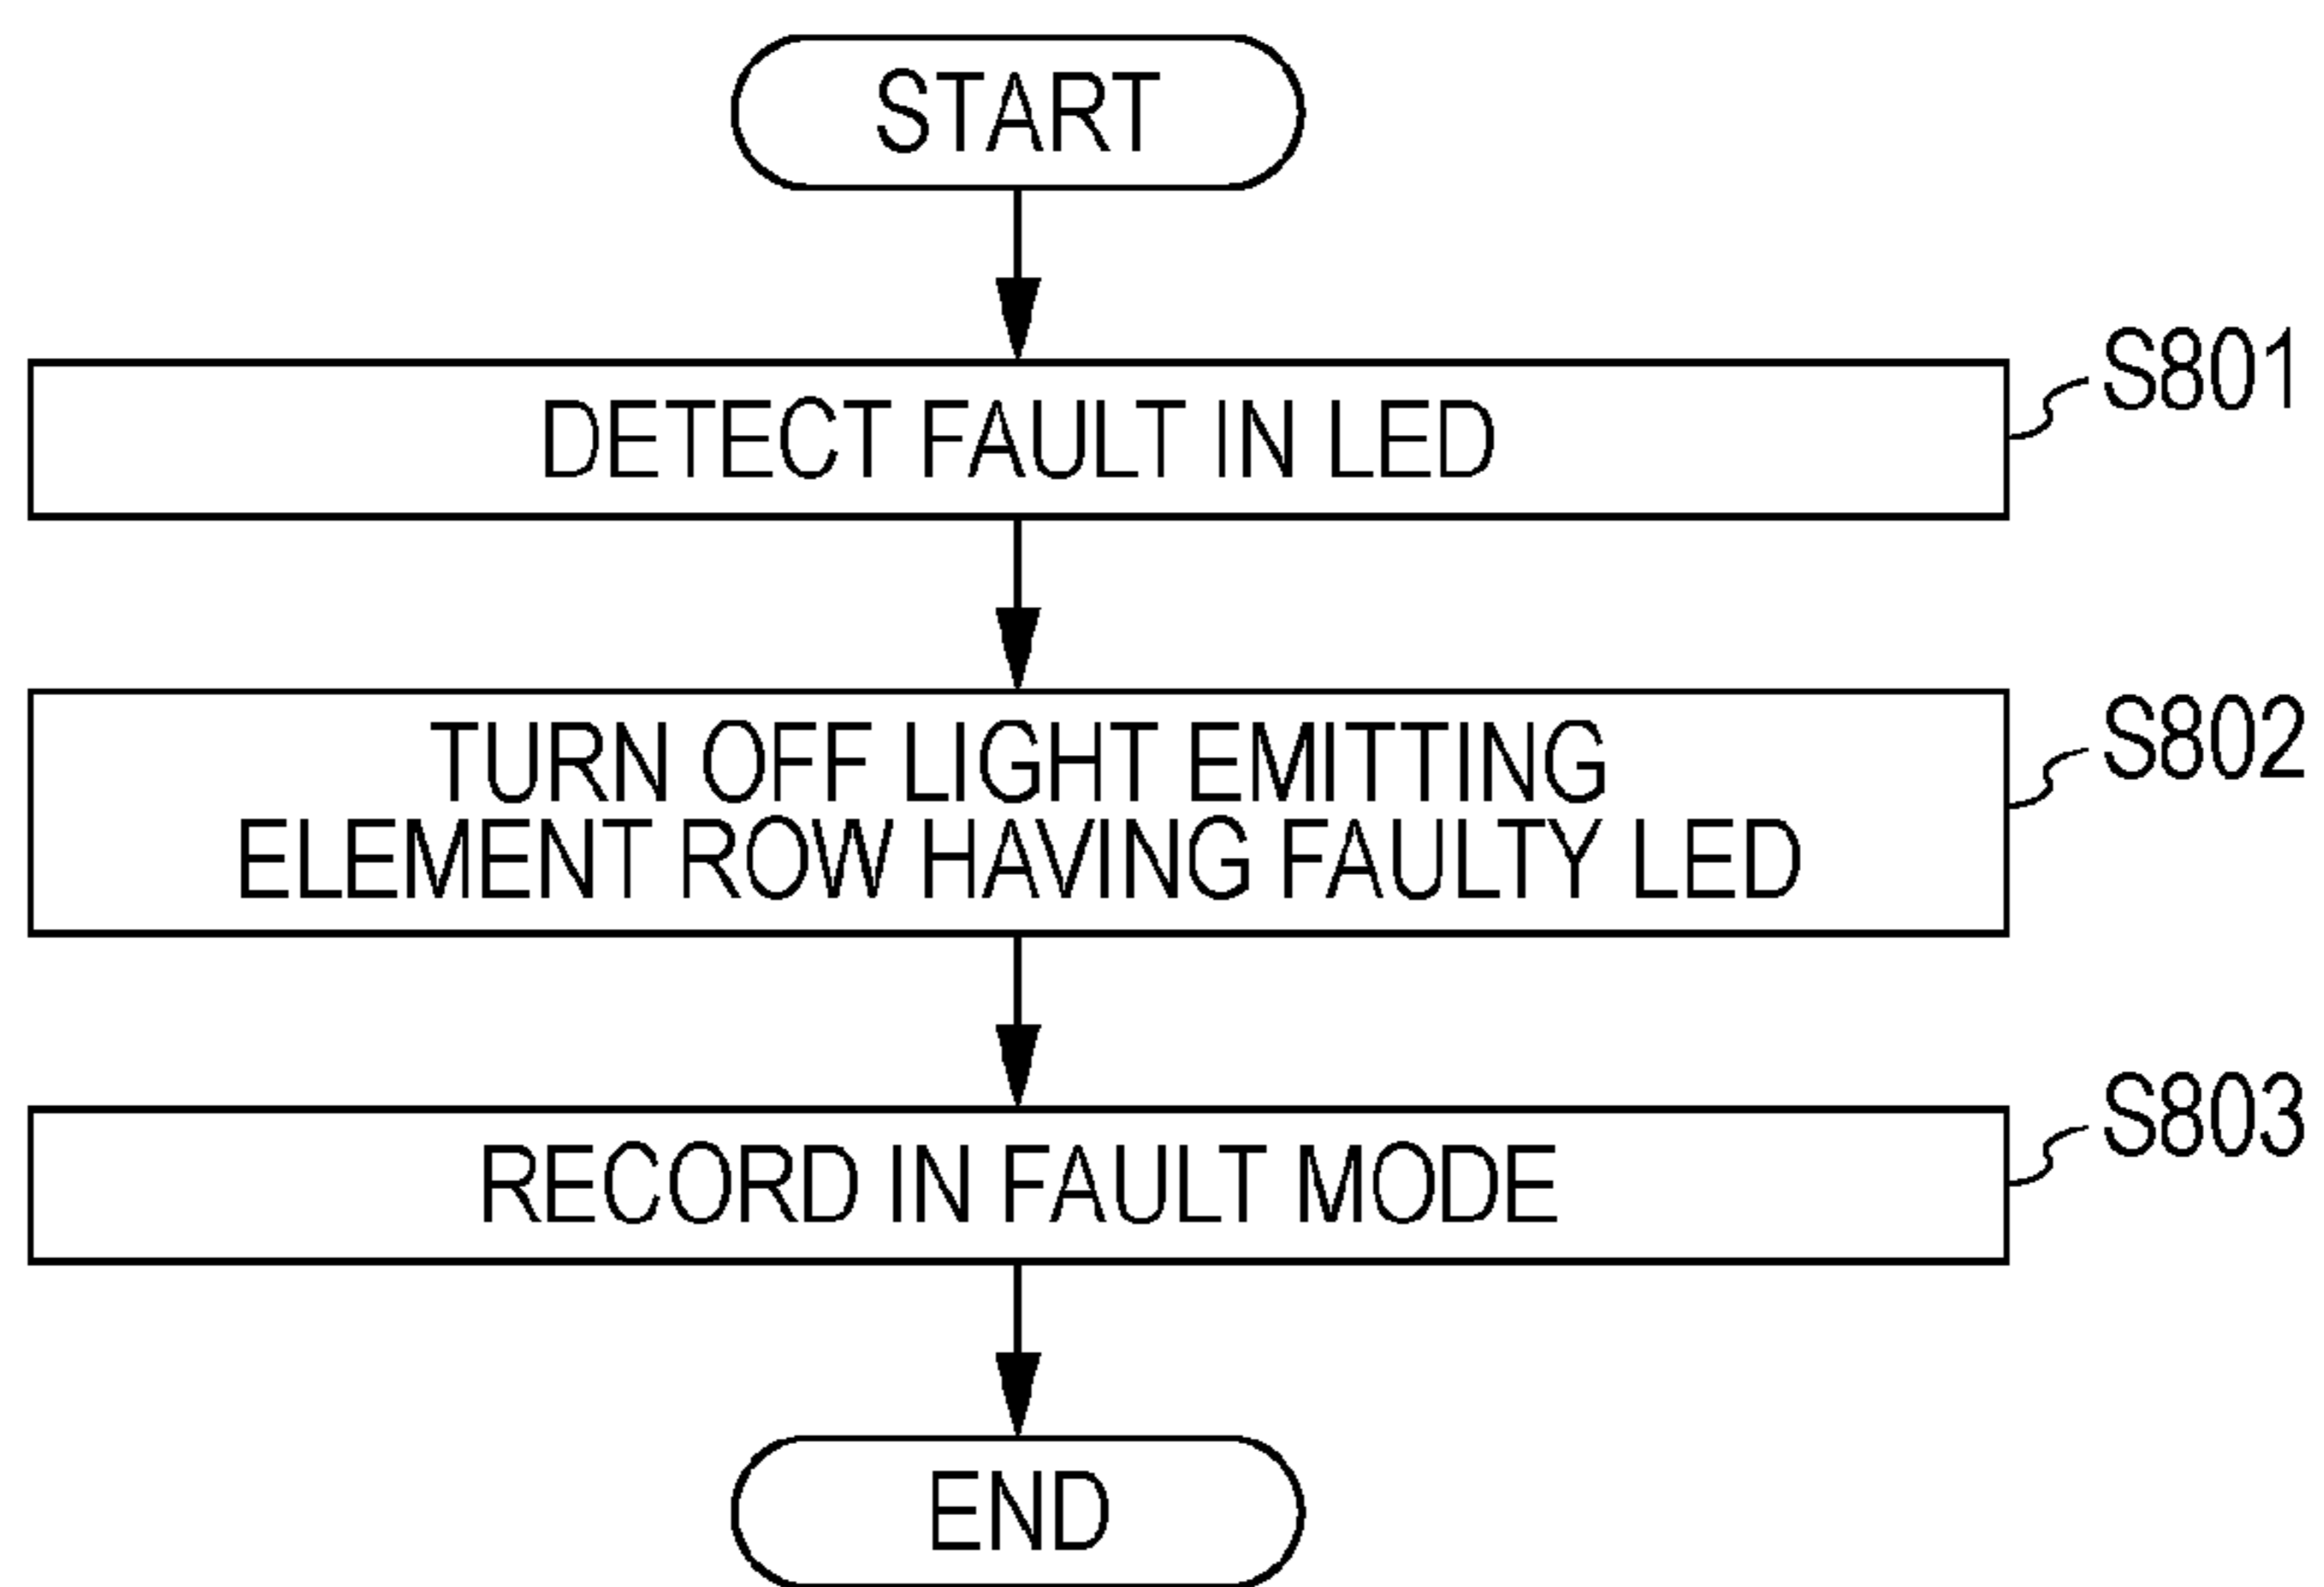 START
DETECT FAULT IN LED
S801
TURN OFF LIGHT EMITTING
ELEMENT ROW HAVING FAULTY LED
S802
RECORD IN FAULT MODE
S803
END